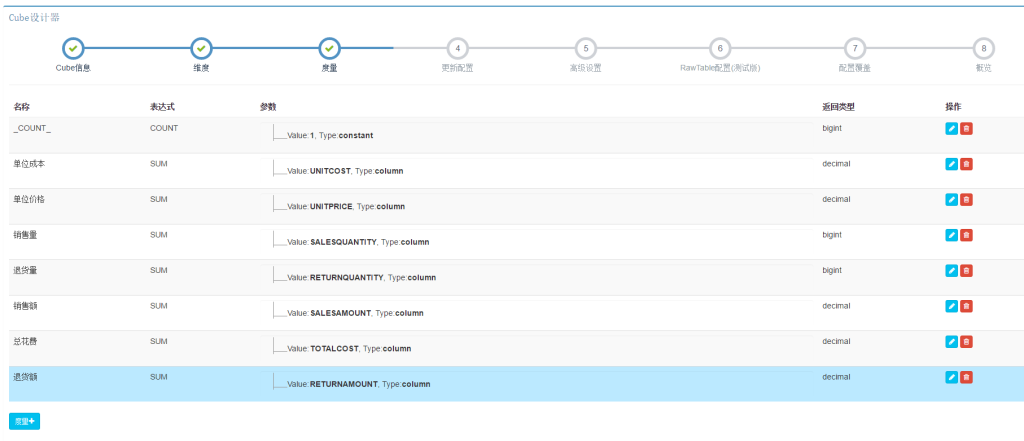 Cube设计器
4 5 6 7 8
Cube信息 维度 度量 更新配置 高级设置 RawTable配置(测试版) 配置覆盖 概览
名称 表达式 参数 返回类型 操作
_COUNT_ COUNT Value:1, Type:constant bigint
单位成本 SUM Value:UNITCOST, Type:column decimal
单位价格 SUM Value:UNITPRICE, Type:column decimal
销售量 SUM Value:SALESQUANTITY, Type:column bigint
退货量 SUM Value:RETURNQUANTITY, Type:column bigint
销售额 SUM Value:SALESAMOUNT, Type:column decimal
总花费 SUM Value:TOTALCOST, Type:column decimal
退货额 SUM Value:RETURNAMOUNT, Type:column decimal
度量+